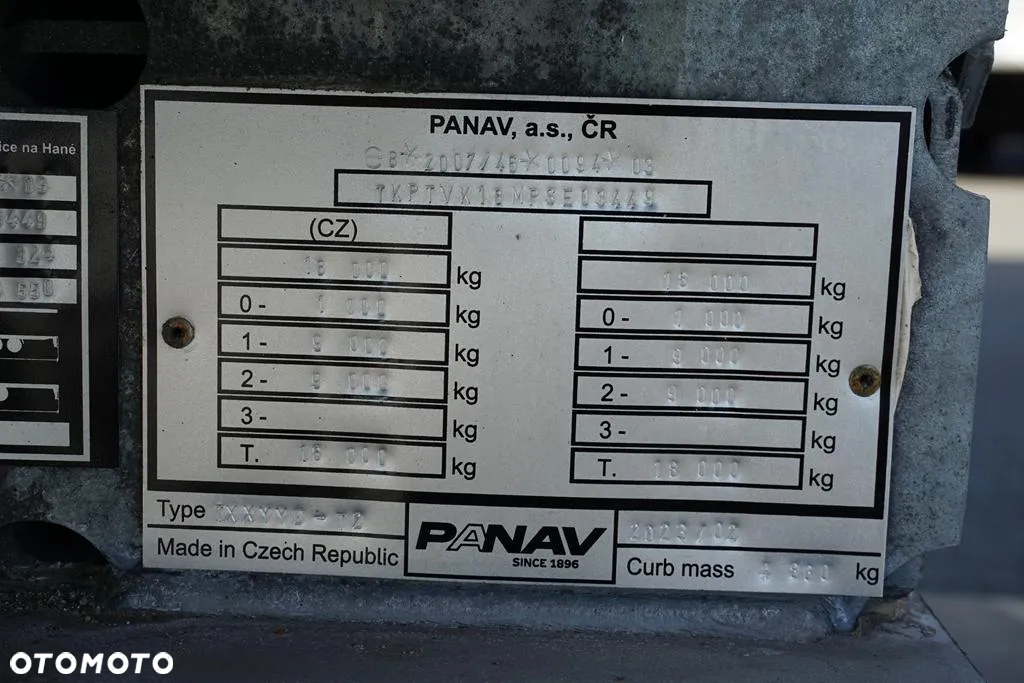 ice na Hané
PANAV, a.s., ČR
e8*2007/46*0094*03
(CZ)
18 000 kg
18 000 kg
0- 1 000 kg
0- 1 000 kg
1- 9 000 kg
1- 9 000 kg
2- 9 000 kg
2- 9 000 kg
3- kg
3- kg
T. 18 000 kg
T. 18 000 kg
Type
PANAV
SINCE 1896
2023/02
Made in Czech Republic
Curb mass kg
OTOMOTO